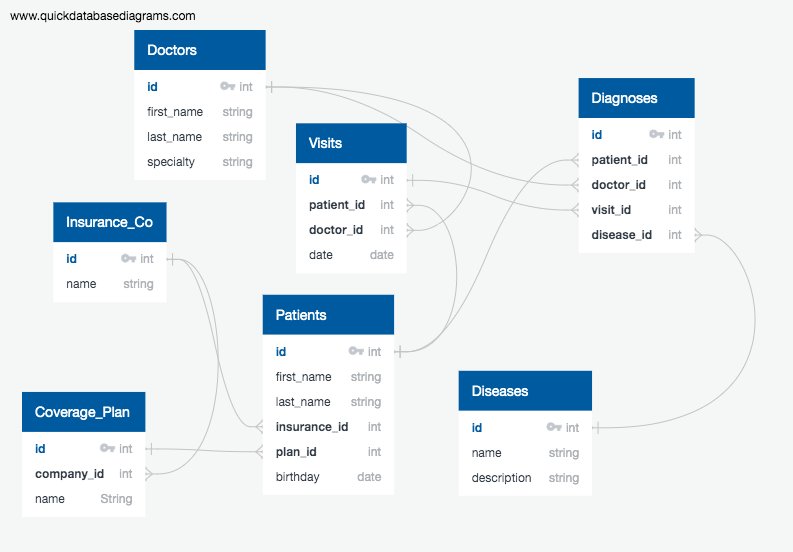 www.quickdatabasediagrams.com
Doctors
id int
first_name string
last_name string
specialty string
Visits
id int
patient_id int
doctor_id int
date date
Diagnoses
id int
patient_id int
doctor_id int
visit_id int
disease_id int
Insurance_Co
id int
name string
Patients
id int
first_name string
last_name string
insurance_id int
plan_id int
birthday date
Coverage_Plan
id int
company_id int
name String
Diseases
id int
name string
description string